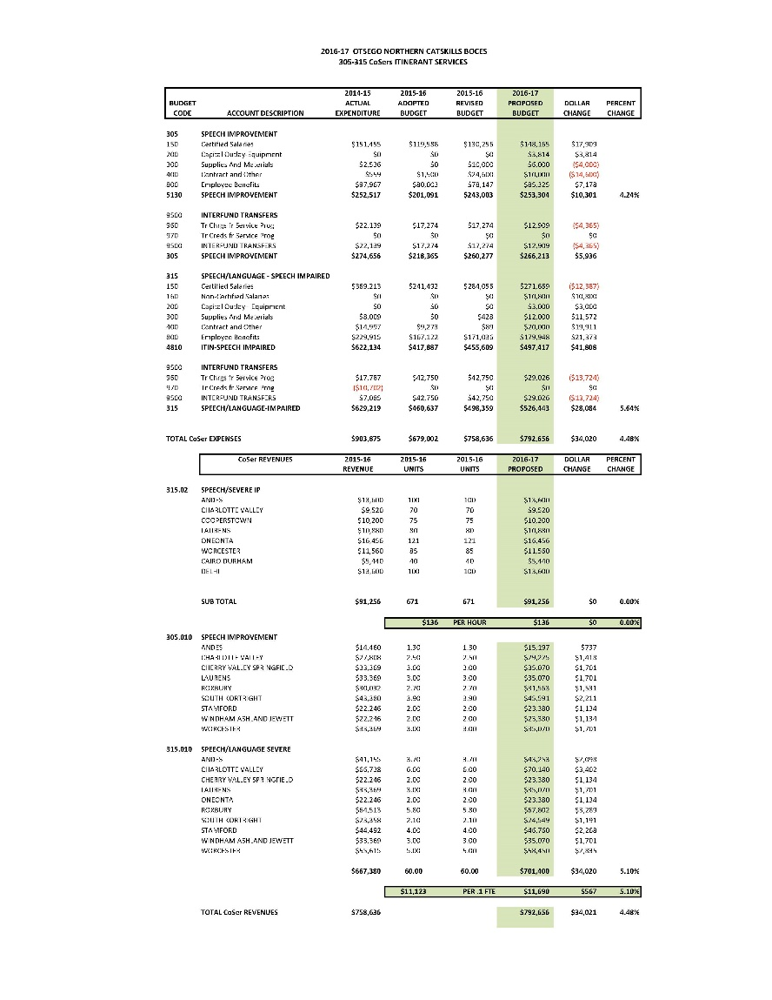 2016-17 OTSEGO NORTHERN CATSKILLS BOCES
305-315 CoSers ITINERANT SERVICES
2014-15 2015-16 2015-16 2016-17
BUDGET ACTUAL ADOPTED REVISED PROPOSED DOLLAR PERCENT
CODE ACCOUNT DESCRIPTION EXPENDITURE BUDGET BUDGET BUDGET CHANGE CHANGE
305 SPEECH IMPROVEMENT
150 Certified Salaries $151,455 $119,588 $130,256 $148,165 $17,909
200 Capital Outlay-Equipment $0 $0 $0 $3,814 $3,814
300 Supplies And Materials $2,536 $0 $10,000 $6,000 ($4,000)
400 Contract and Other $559 $1,500 $24,600 $10,000 ($14,600)
800 Employee Benefits $97,967 $80,003 $78,147 $85,325 $7,178
5130 SPEECH IMPROVEMENT $252,517 $201,091 $243,003 $253,304 $10,301 4.24%
9500 INTERFUND TRANSFERS
960 Tr Chrgs fr Service Prog $22,139 $17,274 $17,274 $12,909 ($4,365)
970 Tr Creds fr Service Prog $0 $0 $0 $0 $0
9500 INTERFUND TRANSFERS $22,139 $17,274 $17,274 $12,909 ($4,365)
305 SPEECH IMPROVEMENT $274,656 $218,365 $260,277 $266,213 $5,936
315 SPEECH/LANGUAGE - SPEECH IMPAIRED
150 Certified Salaries $369,213 $241,492 $284,056 $271,669 ($12,387)
160 Non-Certified Salaries $0 $0 $0 $10,800 $10,800
200 Capital Outlay - Equipment $0 $0 $0 $3,000 $3,000
300 Supplies And Materials $8,009 $0 $428 $12,000 $11,572
400 Contract and Other $14,997 $9,273 $89 $20,000 $19,911
800 Employee Benefits $229,915 $167,122 $171,036 $179,948 $21,373
4810 ITIN-SPEECH IMPAIRED $622,134 $417,887 $455,609 $497,417 $41,808
9500 INTERFUND TRANSFERS
960 Tr Chrgs fr Service Prog $17,787 $42,750 $42,750 $29,026 ($13,724)
970 Tr Creds fr Service Prog ($10,702) $0 $0 $0 $0
9500 INTERFUND TRANSFERS $7,085 $42,750 $42,750 $29,026 ($13,724)
315 SPEECH/LANGUAGE-IMPAIRED $629,219 $460,637 $498,359 $526,443 $28,084 5.64%
TOTAL CoSer EXPENSES $903,875 $679,002 $758,636 $792,656 $34,020 4.48%
CoSer REVENUES 2015-16 2015-16 2015-16 2016-17 DOLLAR PERCENT
REVENUE UNITS UNITS PROPOSED CHANGE CHANGE
315.02 SPEECH/SEVERE IP
ANDES $13,600 100 100 $13,600
CHARLOTTE VALLEY $9,520 70 70 $9,520
COOPERSTOWN $10,200 75 75 $10,200
LAURENS $10,880 80 80 $10,880
ONEONTA $16,456 121 121 $16,456
WORCESTER $11,560 85 85 $11,560
CAIRO DURHAM $5,440 40 40 $5,440
DELHI $13,600 100 100 $13,600
SUB TOTAL $91,256 671 671 $91,256 $0 0.00%
$136 PER HOUR $136 $0 0.00%
305.010 SPEECH IMPROVEMENT
ANDES $14,460 1.30 1.30 $15,197 $737
CHARLOTTE VALLEY $27,808 2.50 2.50 $29,225 $1,418
CHERRY VALLEY SPRINGFIELD $33,369 3.00 3.00 $35,070 $1,701
LAURENS $33,369 3.00 3.00 $35,070 $1,701
ROXBURY $30,032 2.70 2.70 $31,563 $1,531
SOUTH KORTRIGHT $43,380 3.90 3.90 $45,591 $2,211
STAMFORD $22,246 2.00 2.00 $23,380 $1,134
WINDHAM ASHLAND JEWETT $22,246 2.00 2.00 $23,380 $1,134
WORCESTER $33,369 3.00 3.00 $35,070 $1,701
315.010 SPEECH/LANGUAGE SEVERE
ANDES $41,155 3.70 3.70 $43,253 $2,098
CHARLOTTE VALLEY $66,738 6.00 6.00 $70,140 $3,402
CHERRY VALLEY SPRINGFIELD $22,246 2.00 2.00 $23,380 $1,134
LAURENS $33,369 3.00 3.00 $35,070 $1,701
ONEONTA $22,246 2.00 2.00 $23,380 $1,134
ROXBURY $64,513 5.80 5.80 $67,802 $3,289
SOUTH KORTRIGHT $23,358 2.10 2.10 $24,549 $1,191
STAMFORD $44,492 4.00 4.00 $46,760 $2,268
WINDHAM ASHLAND JEWETT $33,369 3.00 3.00 $35,070 $1,701
WORCESTER $55,615 5.00 5.00 $58,450 $2,835
$667,380 60.00 60.00 $701,400 $34,020 5.10%
$11,123 PER .1 FTE $11,690 $567 5.10%
TOTAL CoSer REVENUES $758,636 $792,656 $34,021 4.48%